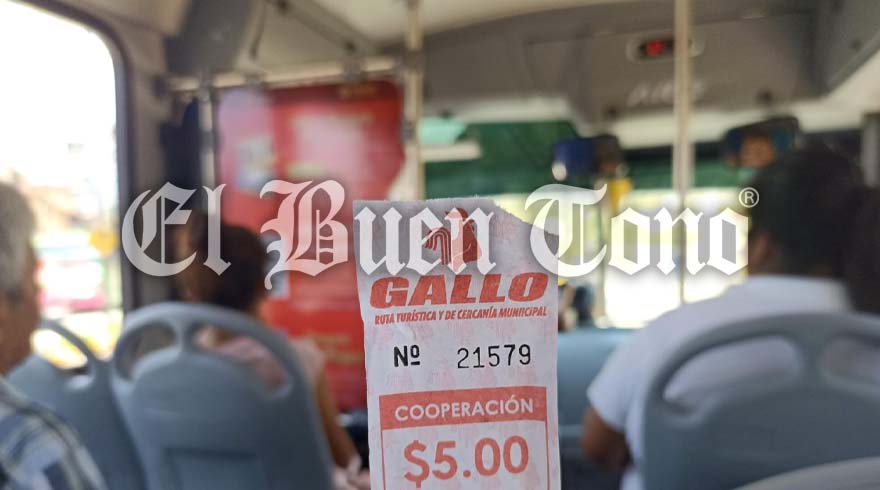 El Buen Tono®
GALLO
RUTA TURÍSTICA Y DE CERCANÍA MUNICIPAL
Nº 21579
COOPERACIÓN
$5.00